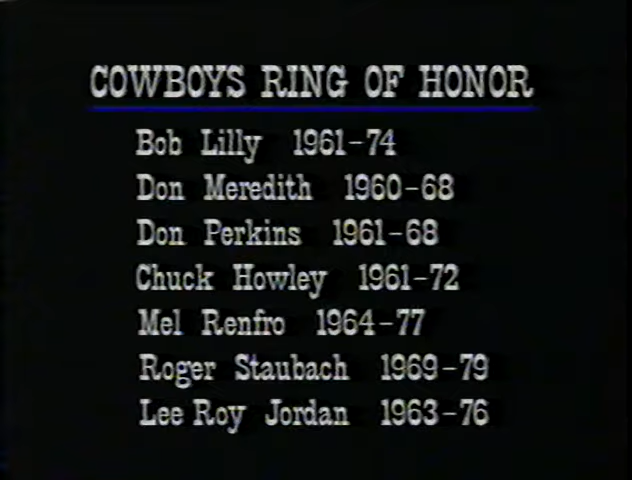 COWBOYS RING OF HONOR
Bob Lilly 1961-74
Don Meredith 1960-68
Don Perkins 1961-68
Chuck Howley 1961-72
Mel Renfro 1964-77
Roger Staubach 1969-79
Lee Roy Jordan 1963-76